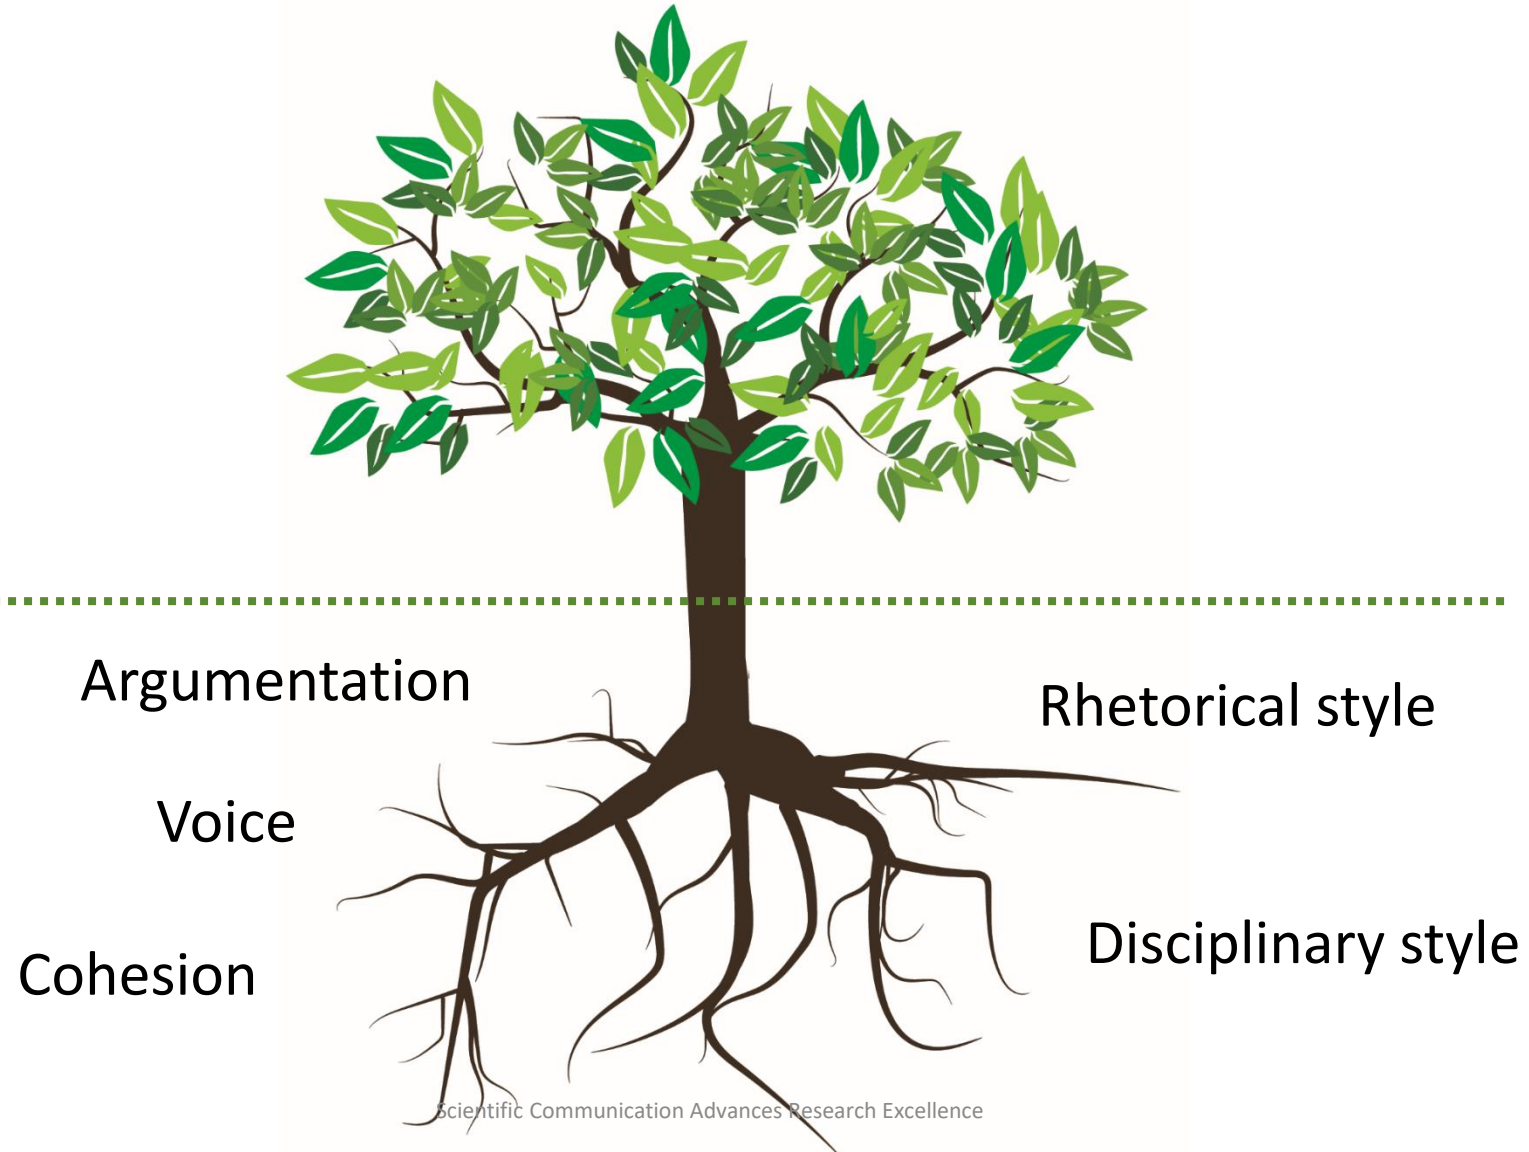 Argumentation
Rhetorical style
Voice
Disciplinary style
Cohesion
Scientific Communication Advances Research Excellence